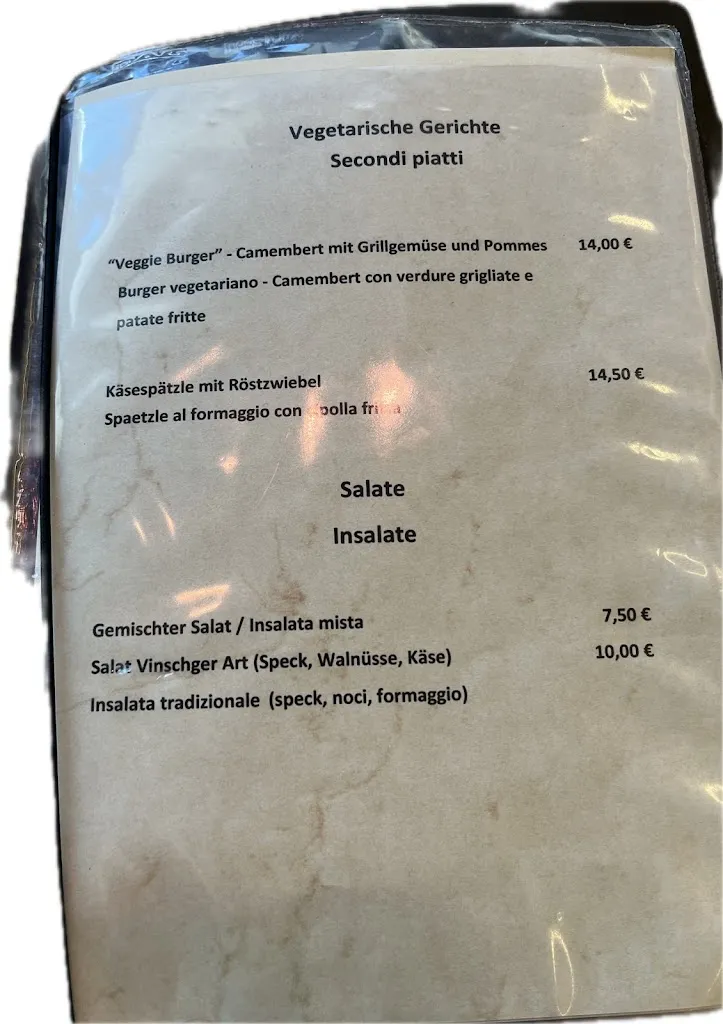 Vegetarische Gerichte
Secondi piatti
“Veggie Burger” - Camembert mit Grillgemüse und Pommes 14,00 €
Burger vegetariano - Camembert con verdure grigliate e
patate fritte
Käsespätzle mit Röstzwiebel 14,50 €
Spaetzle al formaggio con
Salate
Insalate
Gemischter Salat / Insalata mista 7,50 €
Salat Vinschger Art (Speck, Walnüsse, Käse) 10,00 €
Insalata tradizionale (speck, noci, formaggio)